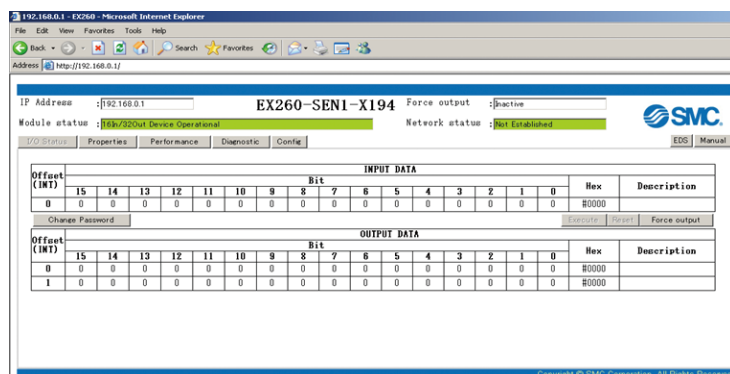 192.168.0.1 - EX260 - Microsoft Internet Explorer
File Edit View Favorites Tools Help
Back Search Favorites
Address http://192.168.0.1/
IP Address :192.168.0.1 EX260-SEN1-X194 Force output :Inactive
Module status :16In/32Out Device Operational Network status :Not Established
SMC.
I/O Status Properties Performance Diagnostic Config EDS Manual
INPUT DATA
Offset (INT) Bit Hex Description
15 14 13 12 11 10 9 8 7 6 5 4 3 2 1 0
0 0 0 0 0 0 0 0 0 0 0 0 0 0 0 0 0 #0000
Change Password Execute Reset Force output
OUTPUT DATA
Offset (INT) Bit Hex Description
15 14 13 12 11 10 9 8 7 6 5 4 3 2 1 0
0 0 0 0 0 0 0 0 0 0 0 0 0 0 0 0 0 #0000
1 0 0 0 0 0 0 0 0 0 0 0 0 0 0 0 0 #0000
Copyright © SMC Corporation. All Rights Reserved